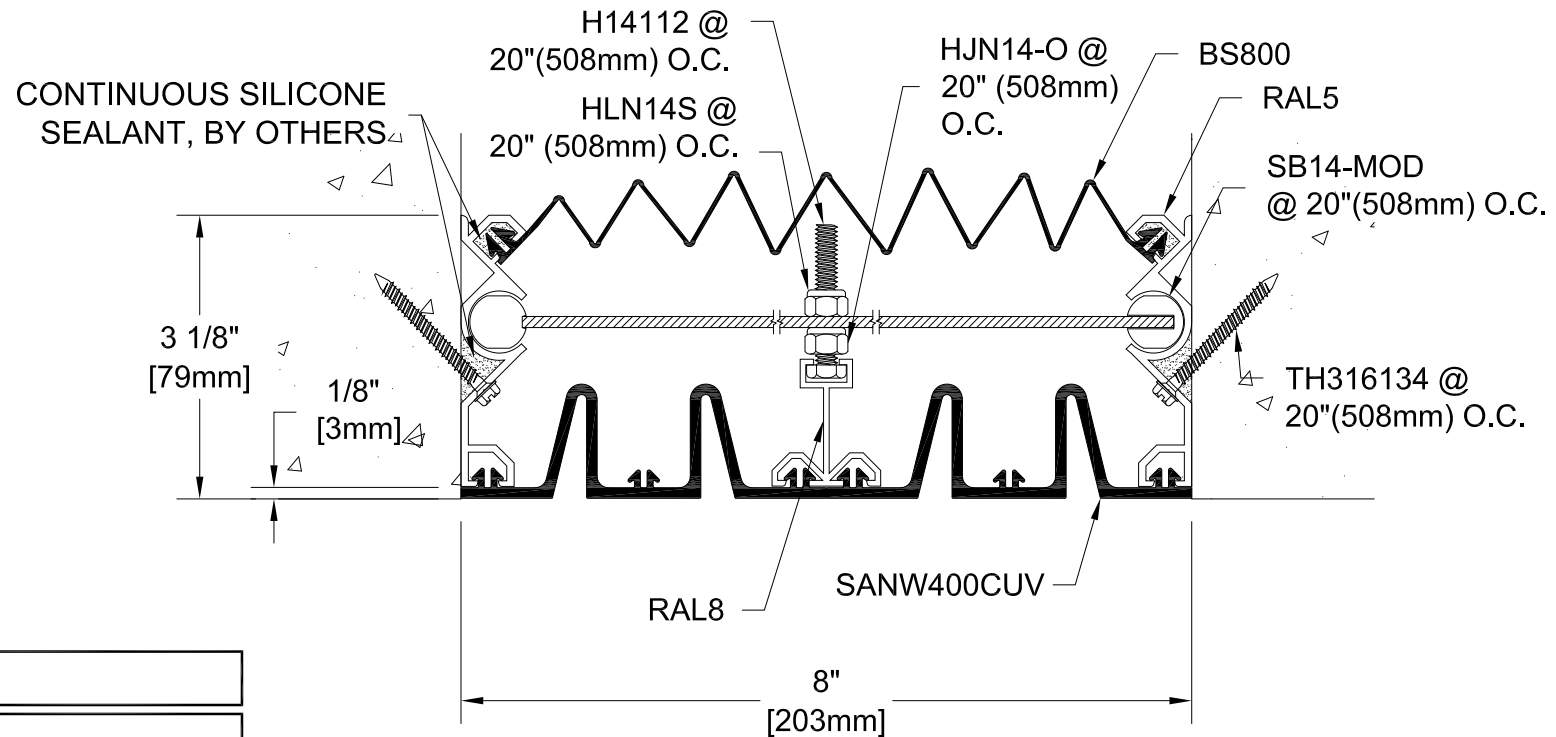 H14112 @
20"(508mm) O.C.
HJN14-O @
20" (508mm)
O.C.
BS800
CONTINUOUS SILICONE
SEALANT, BY OTHERS
HLN14S @
20" (508mm) O.C.
RAL5
SB14-MOD
@ 20"(508mm) O.C.
3 1/8"
[79mm]
1/8"
[3mm]
TH316134 @
20"(508mm) O.C.
SANW400CUV
RAL8
8"
[203mm]